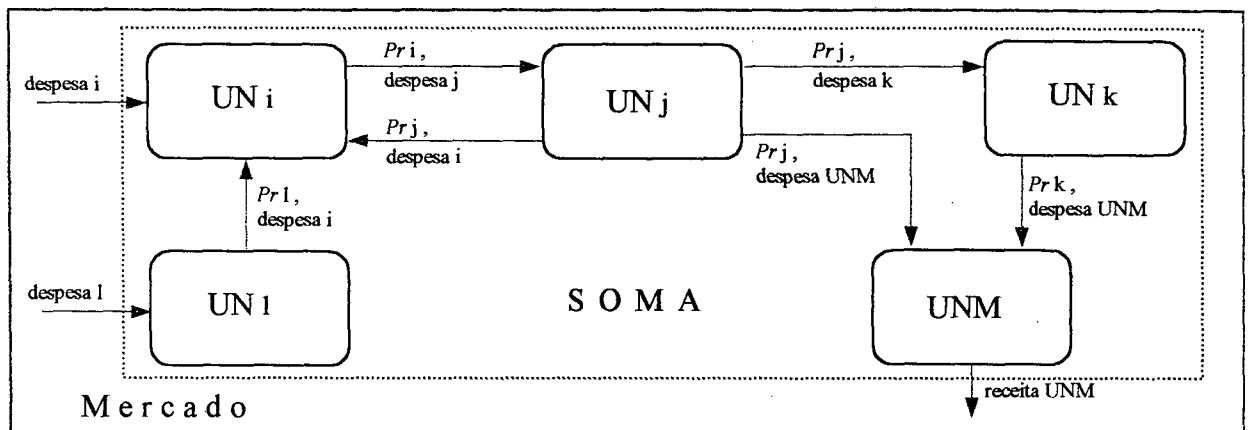 Pr i,
despesa j
Pr j,
despesa k
despesa i
UN i
UN j
UN k
Pr j,
despesa i
Pr j,
despesa UNM
Pr l,
despesa i
Pr k,
despesa UNM
despesa l
UN l
S O M A
UNM
receita UNM
Mercado